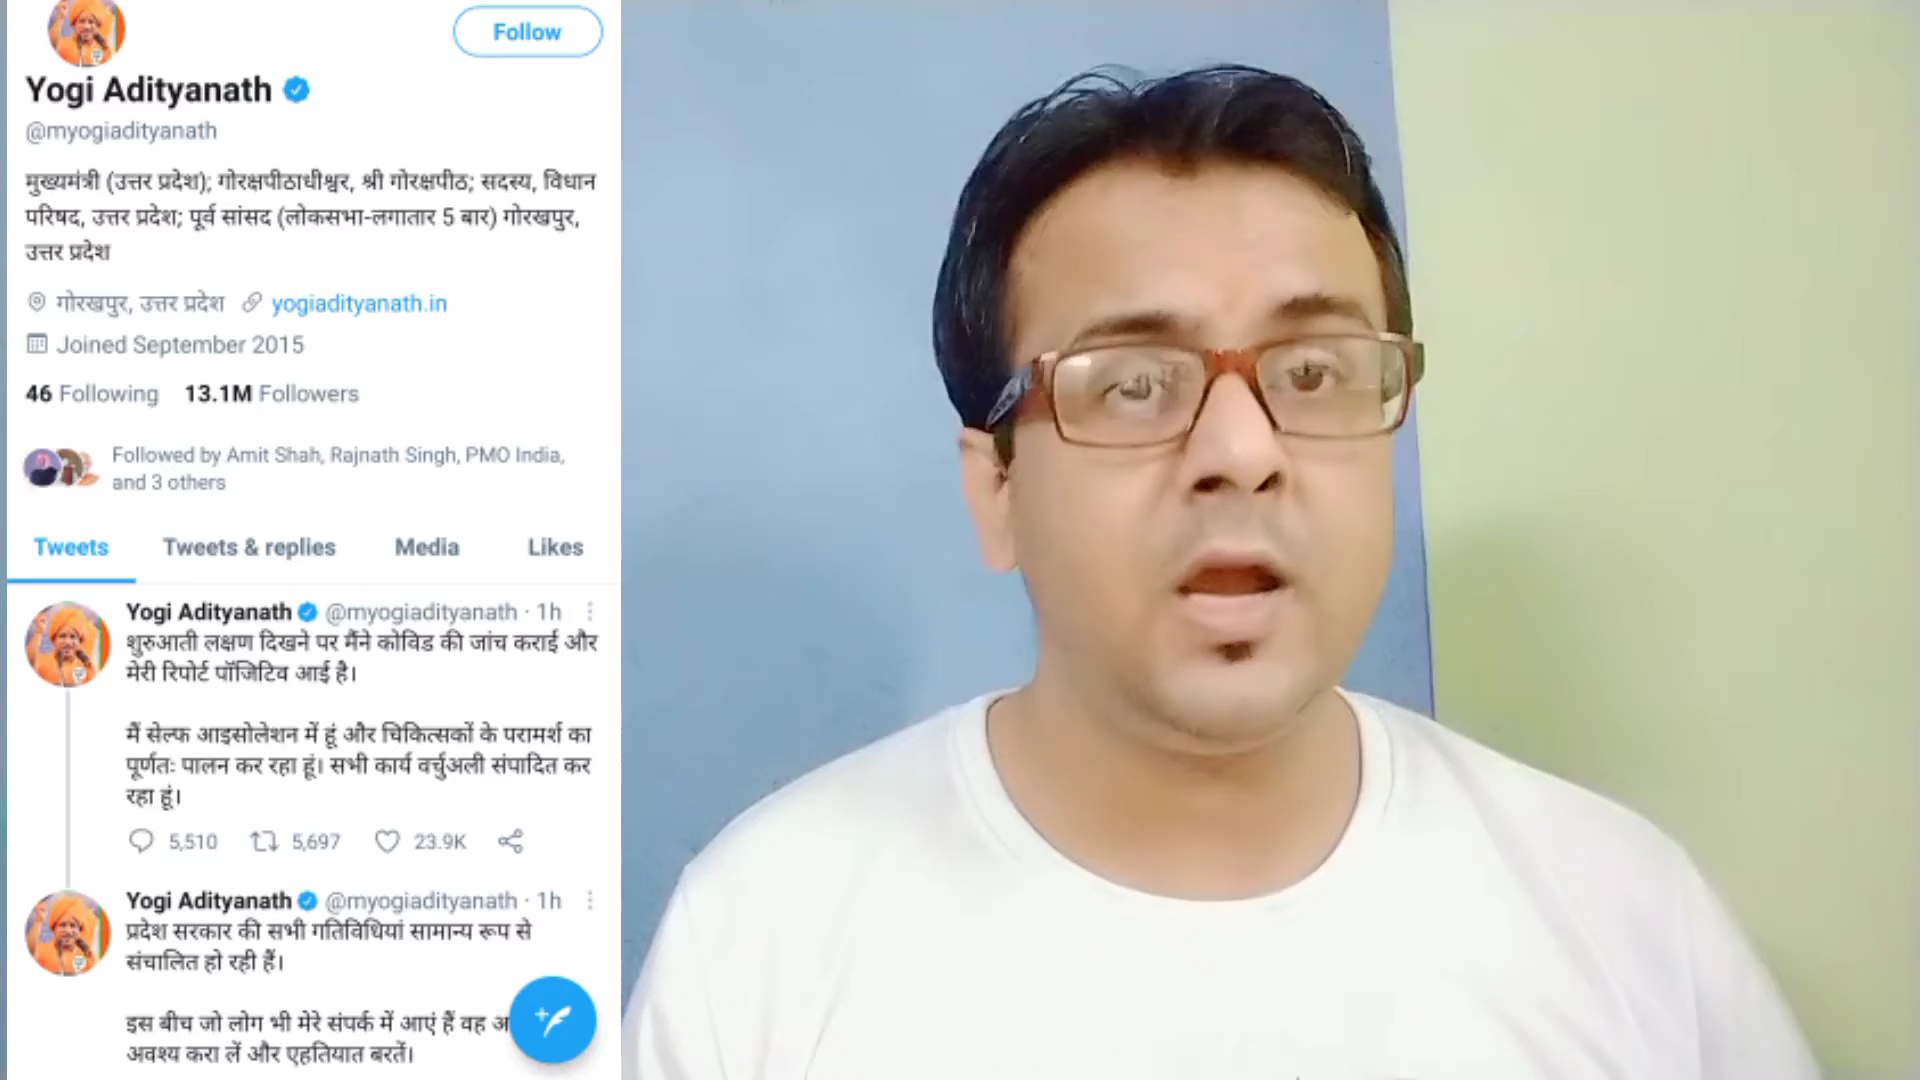 Follow
Yogi Adityanath
@myogiadityanath
मुख्यमंत्री (उत्तर प्रदेश); गोरक्षपीठाधीश्वर, श्री गोरक्षपीठ; सदस्य, विधान
परिषद, उत्तर प्रदेश; पूर्व सांसद (लोकसभा-लगातार 5 बार) गोरखपुर,
उत्तर प्रदेश
गोरखपुर, उत्तर प्रदेश yogiadityanath.in
Joined September 2015
46 Following 13.1M Followers
Followed by Amit Shah, Rajnath Singh, PMO India,
and 3 others
Tweets Tweets & replies Media Likes
Yogi Adityanath @myogiadityanath · 1h
शुरुआती लक्षण दिखने पर मैंने कोविड की जांच कराई और
मेरी रिपोर्ट पॉजिटिव आई है।
मैं सेल्फ आइसोलेशन में हूं और चिकित्सकों के परामर्श का
पूर्णतः पालन कर रहा हूं। सभी कार्य वर्चुअली संपादित कर
रहा हूं।
5,510 5,697 23.9K
Yogi Adityanath @myogiadityanath · 1h
प्रदेश सरकार की सभी गतिविधियां सामान्य रूप से
संचालित हो रही हैं।
इस बीच जो लोग भी मेरे संपर्क में आएं हैं वह
अवश्य करा लें और एहतियात बरतें।